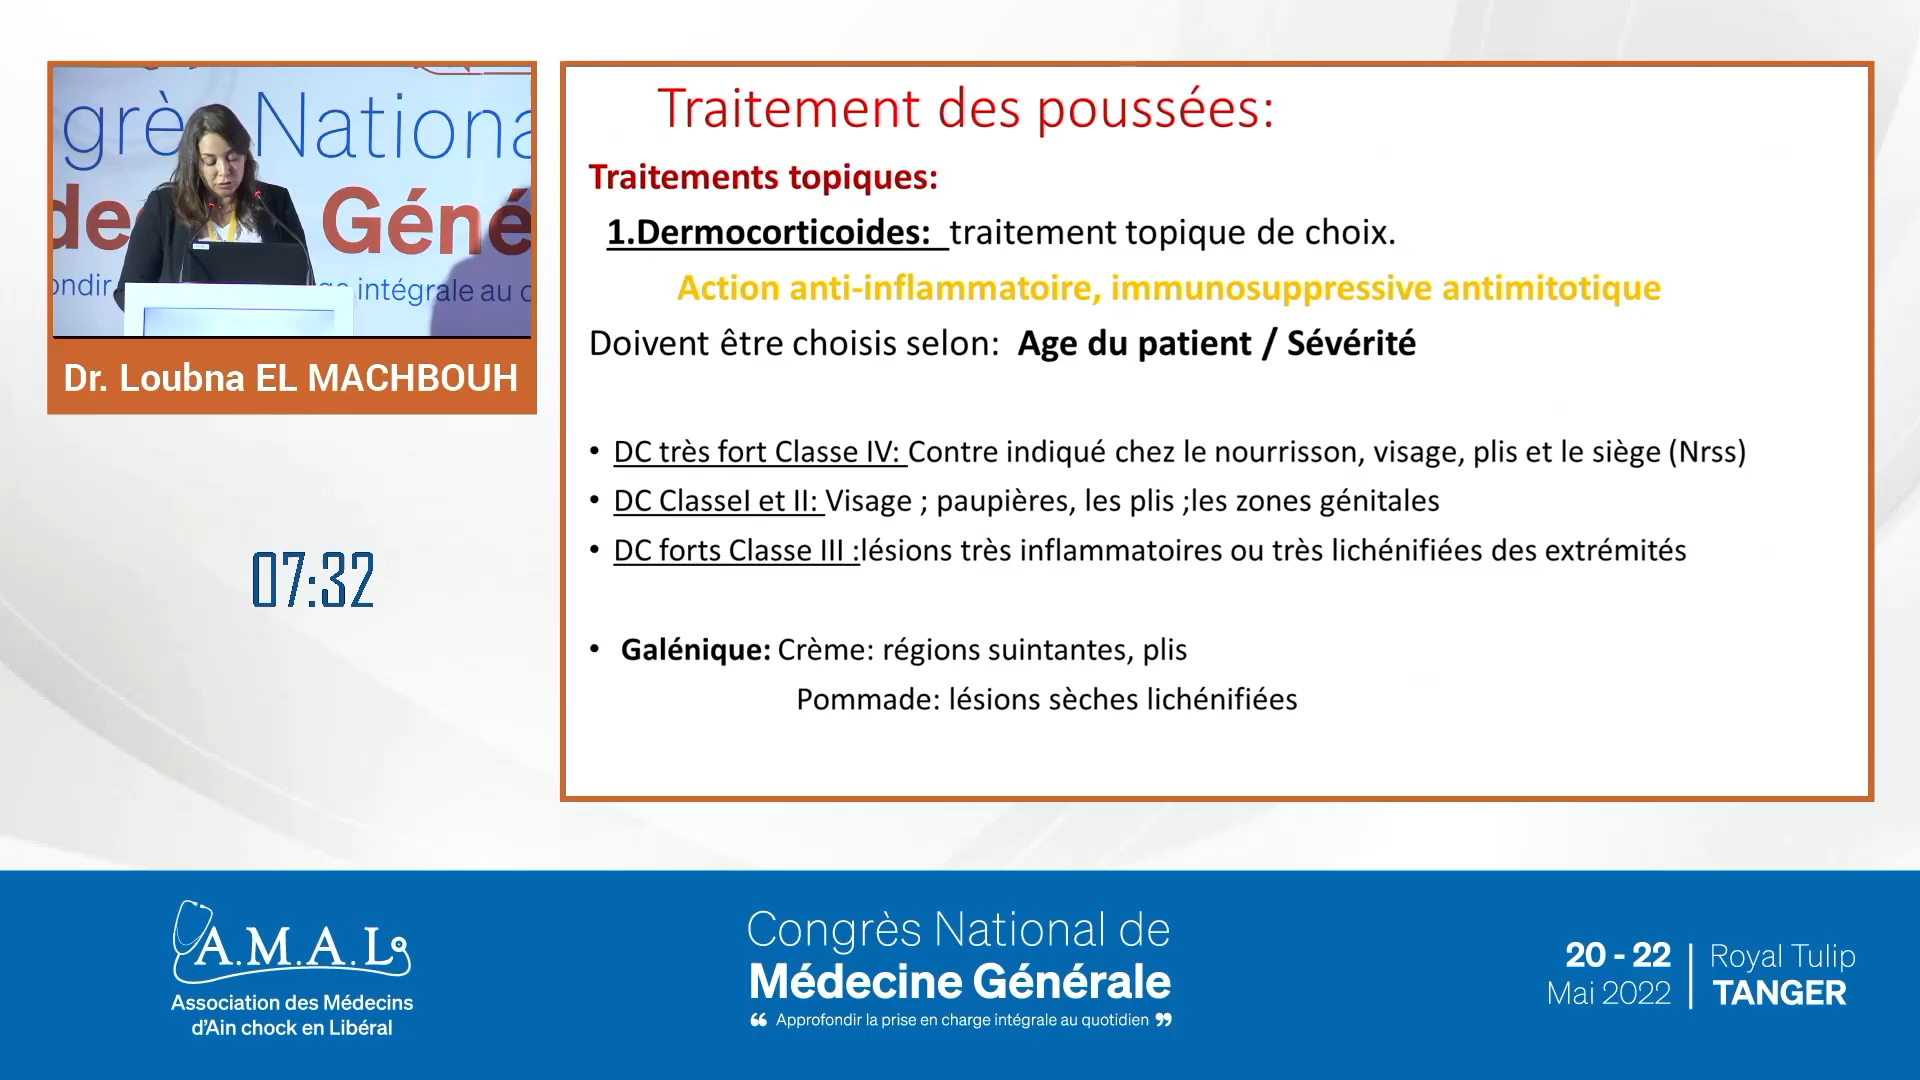 grè Nationa
de Géné
ondir ge intégrale au c
Dr. Loubna EL MACHBOUH
07:32
Traitement des poussées:
Traitements topiques:
1.Dermocorticoides: traitement topique de choix.
Action anti-inflammatoire, immunosuppressive antimitotique
Doivent être choisis selon: Age du patient / Sévérité
• DC très fort Classe IV: Contre indiqué chez le nourrisson, visage, plis et le siège (Nrss)
• DC ClasseI et II: Visage ; paupières, les plis ;les zones génitales
• DC forts Classe III :lésions très inflammatoires ou très lichénifiées des extrémités
• Galénique: Crème: régions suintantes, plis
Pommade: lésions sèches lichénifiées
A.M.A.L
Association des Médecins
d'Ain chock en Libéral
Congrès National de
Médecine Générale
❝ Approfondir la prise en charge intégrale au quotidien ❞
20 - 22
Mai 2022
Royal Tulip
TANGER